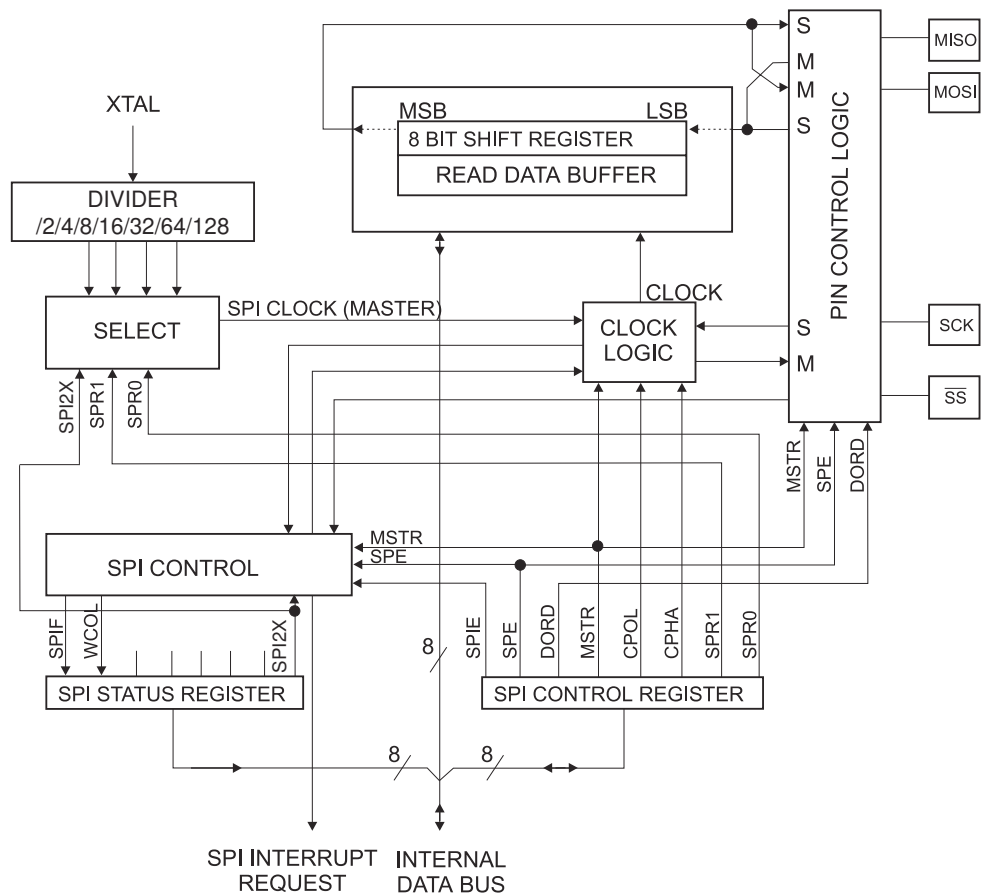 S
MISO
M
MOSI
M
S
PIN CONTROL LOGIC
XTAL
MSB
LSB
8 BIT SHIFT REGISTER
READ DATA BUFFER
DIVIDER
/2/4/8/16/32/64/128
SPI CLOCK (MASTER)
CLOCK
SELECT
CLOCK
LOGIC
S
M
SCK
SS
SPI2X
SPR1
SPR0
MSTR
SPE
DORD
MSTR
SPE
SPI CONTROL
SPIF
WCOL
SPI2X
8
SPIE
SPE
DORD
MSTR
CPOL
CPHA
SPR1
SPR0
SPI STATUS REGISTER
SPI CONTROL REGISTER
8
8
SPI INTERRUPT
REQUEST
INTERNAL
DATA BUS